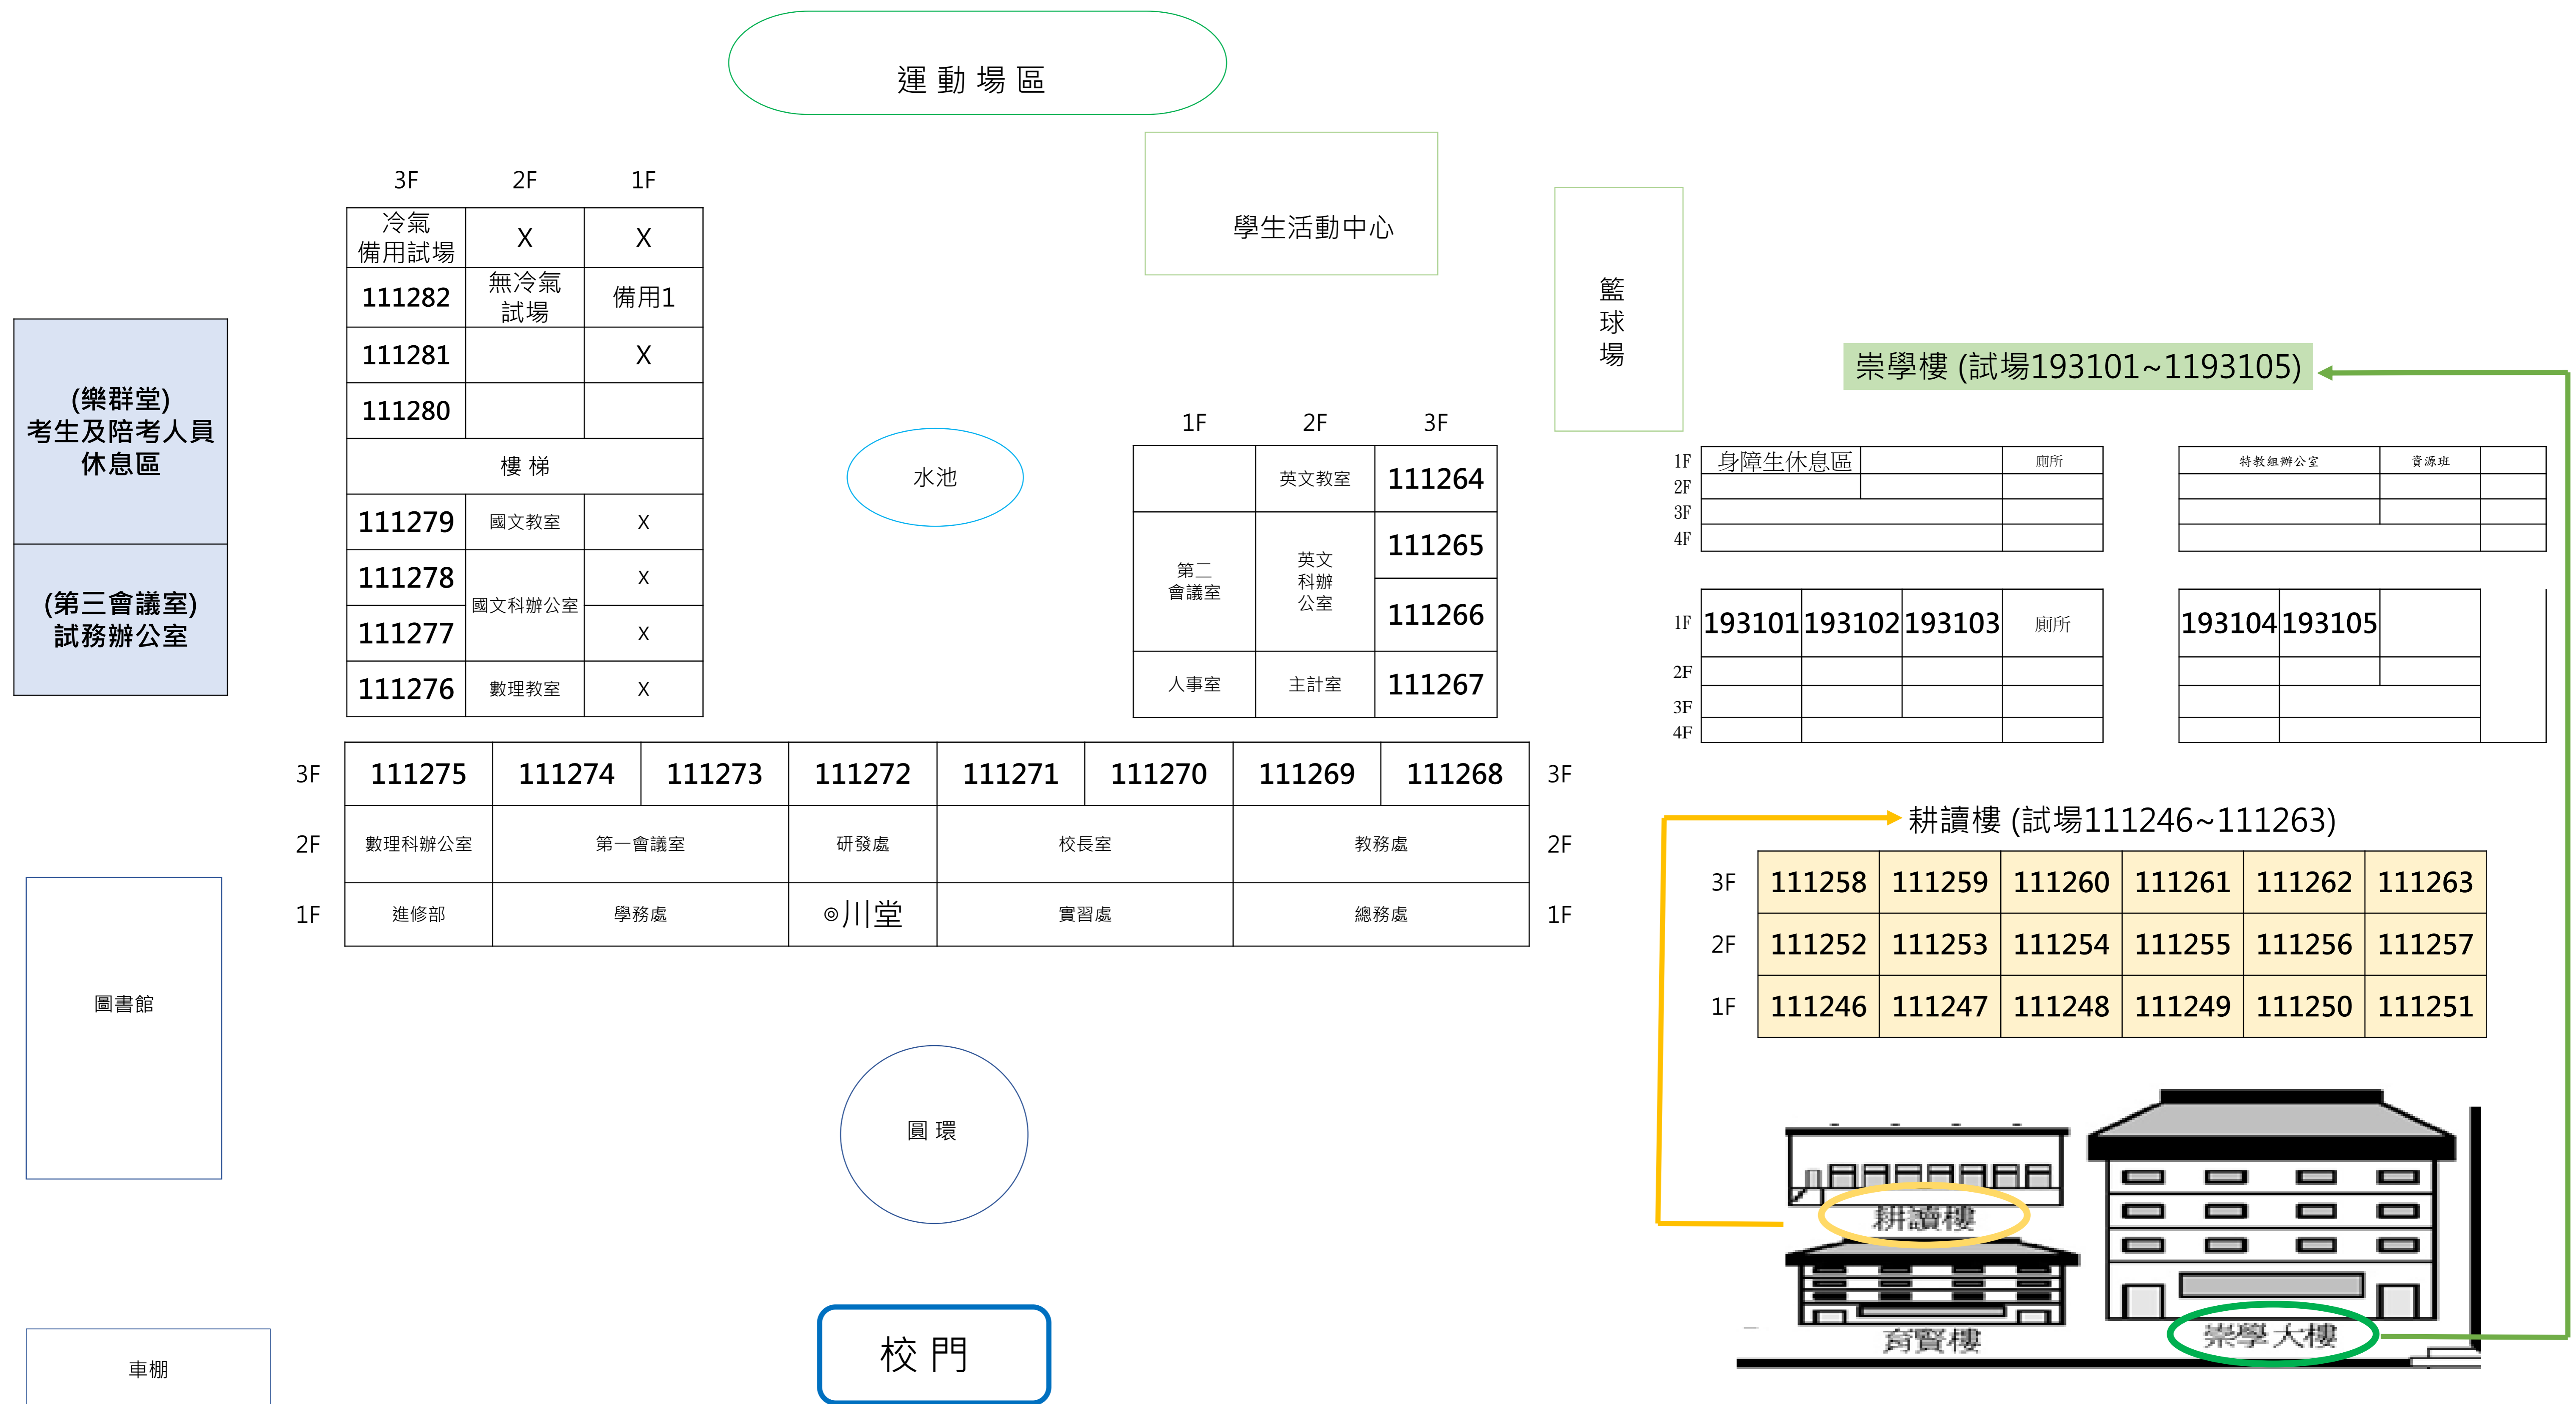 運 動 場 區
學生活動中心
籃
球
場
3F 2F 1F
冷氣
備用試場
X
X
111282
無冷氣
試場
備用1
111281
X
111280
樓 梯
111279
國文教室
X
111278
國文科辦公室
X
111277
X
111276
數理教室
X
(樂群堂)
考生及陪考人員
休息區
(第三會議室)
試務辦公室
水池
1F 2F 3F
英文教室
111264
第二
會議室
英文
科辦
公室
111265
111266
人事室
主計室
111267
崇學樓 (試場193101~1193105)
1F 身障生休息區 廁所 特教組辦公室 資源班
2F
3F
4F
1F 193101 193102 193103 廁所 193104 193105
2F
3F
4F
3F 111275 111274 111273 111272 111271 111270 111269 111268 3F
2F 數理科辦公室 第一會議室 研發處 校長室 教務處 2F
1F 進修部 學務處 ◎川堂 實習處 總務處 1F
耕讀樓 (試場111246~111263)
3F 111258 111259 111260 111261 111262 111263
2F 111252 111253 111254 111255 111256 111257
1F 111246 111247 111248 111249 111250 111251
圖書館
圓 環
耕讀樓
育賢樓
崇學大樓
校 門
車棚